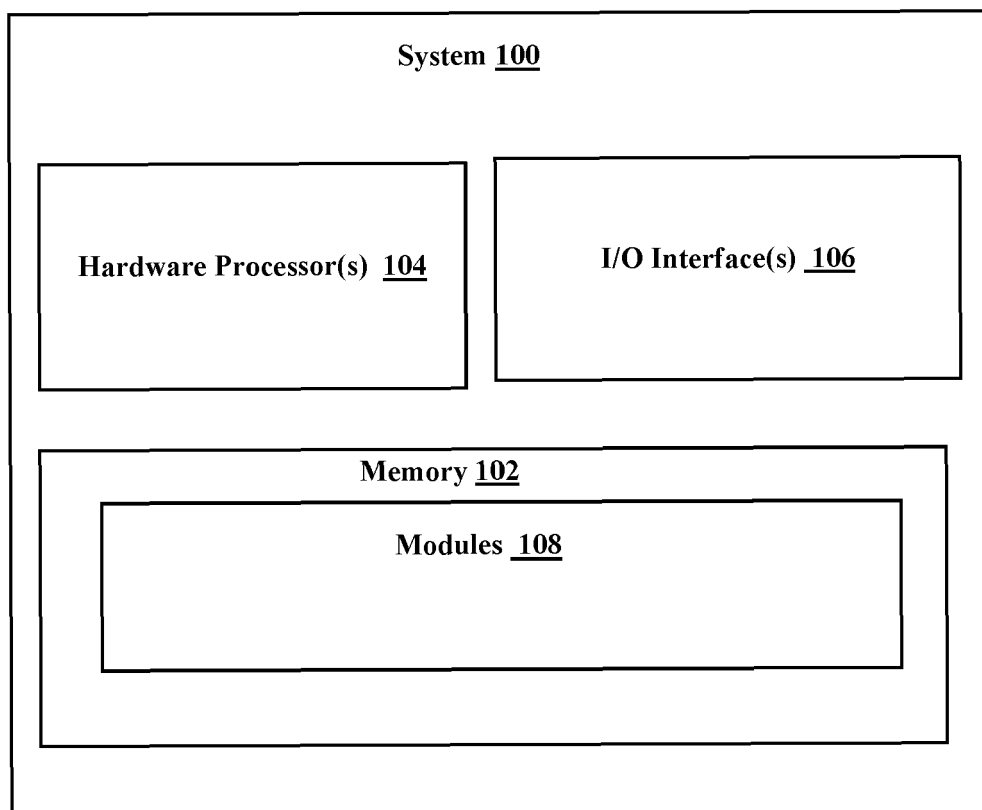 System 100
Hardware Processor(s) 104
I/O Interface(s) 106
Memory 102
Modules 108